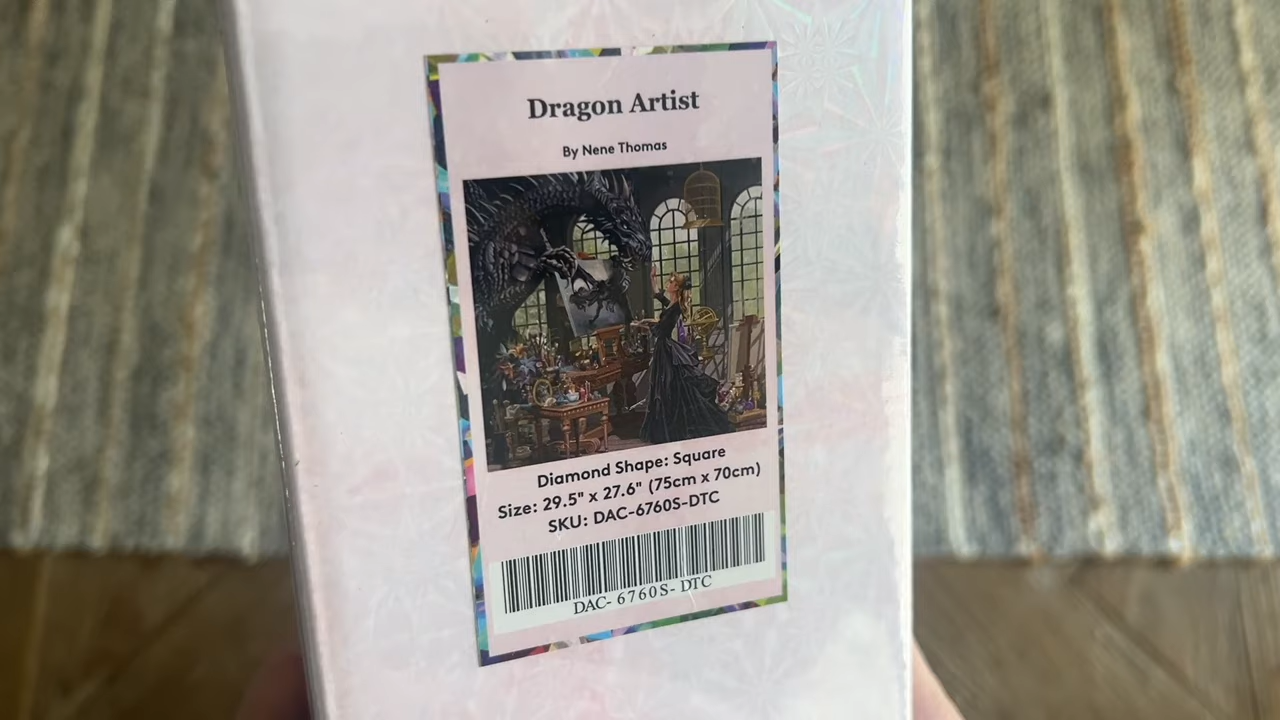 Dragon Artist
By Nene Thomas
Diamond Shape: Square
Size: 29.5" x 27.6" (75cm x 70cm)
SKU: DAC-6760S-DTC
DAC- 6760S- DTC